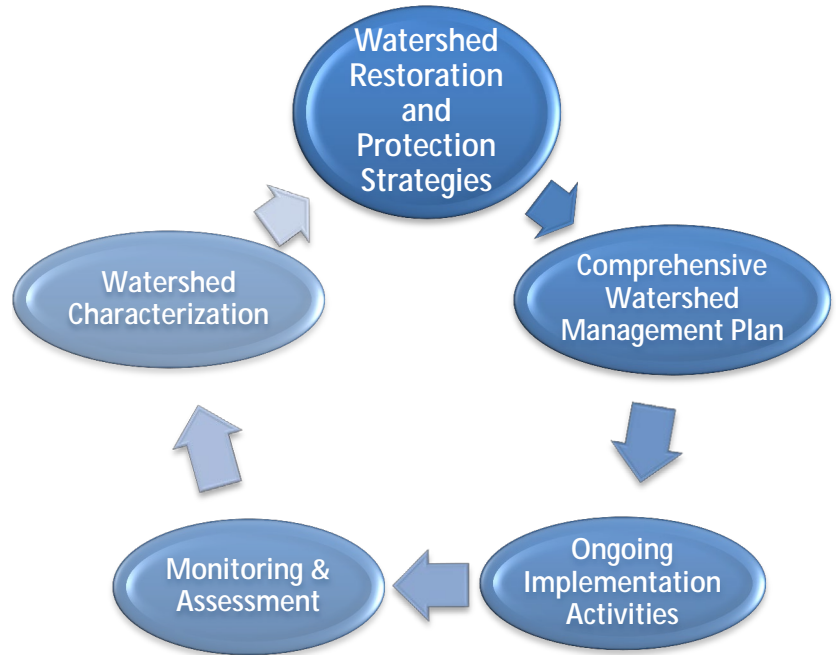 Watershed
Restoration
and
Protection
Strategies
Comprehensive
Watershed
Management Plan
Ongoing
Implementation
Activities
Monitoring &
Assessment
Watershed
Characterization